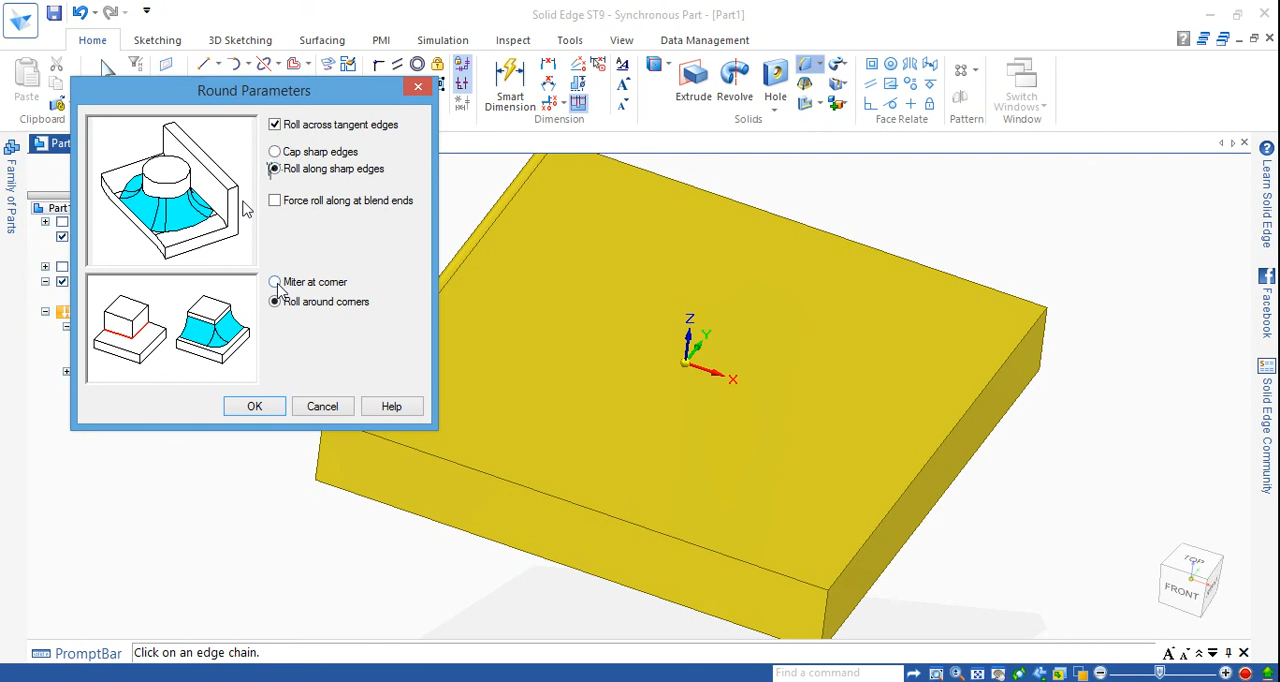 Solid Edge ST9 - Synchronous Part - [Part1]
Home Sketching 3D Sketching Surfacing PMI Simulation Inspect Tools View Data Management
Paste
Clipboard
Smart
Dimension
Dimension
Extrude Revolve Hole
Solids
Face Relate
Pattern
Switch
Windows
Window
Round Parameters
Roll across tangent edges
Cap sharp edges
Roll along sharp edges
Force roll along at blend ends
Miter at corner
Roll around corners
OK Cancel Help
Part
Part1
Family of Parts
Z
Y
X
TOP
FRONT
Learn Solid Edge
Facebook
Solid Edge Community
PromptBar Click on an edge chain.
Find a command